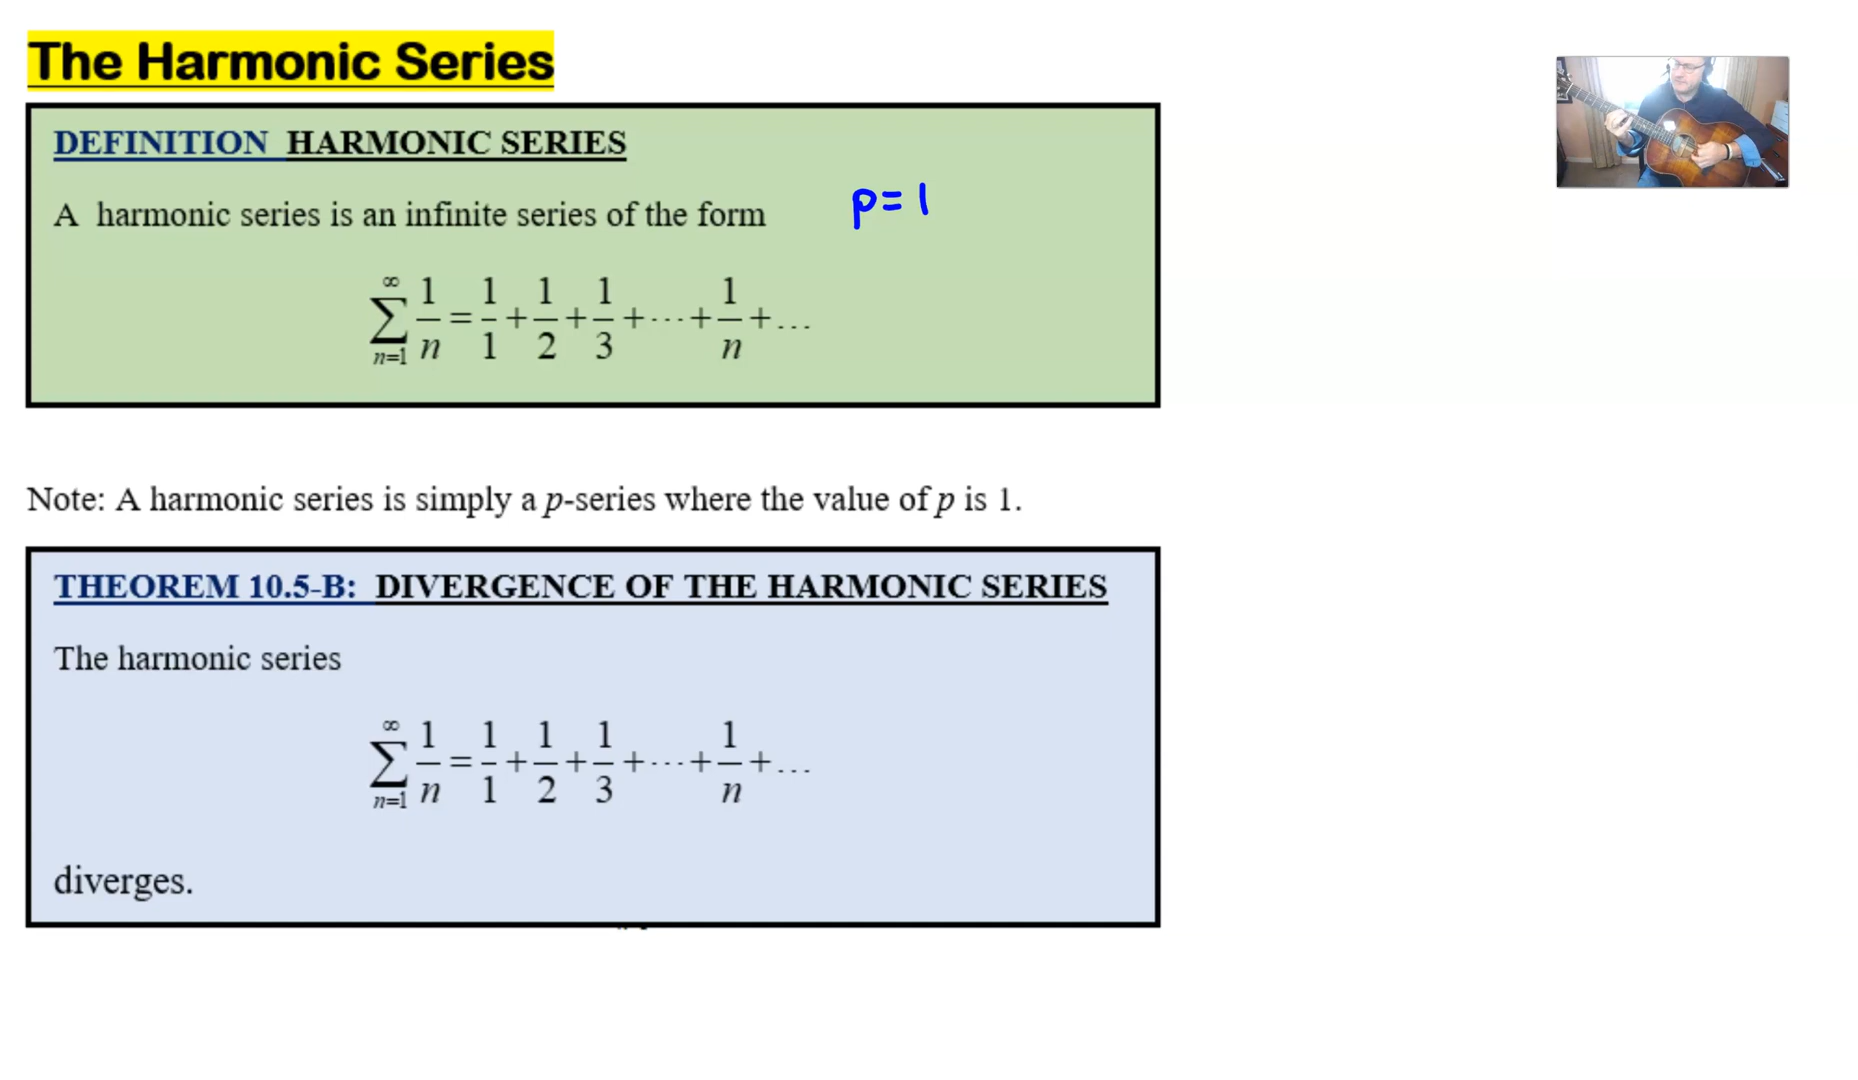 The Harmonic Series
DEFINITION HARMONIC SERIES
A harmonic series is an infinite series of the form
p = 1
∑_{n=1}^{∞} 1/n = 1/1 + 1/2 + 1/3 + ⋯ + 1/n + …
Note: A harmonic series is simply a p-series where the value of p is 1.
THEOREM 10.5-B: DIVERGENCE OF THE HARMONIC SERIES
The harmonic series
∑_{n=1}^{∞} 1/n = 1/1 + 1/2 + 1/3 + ⋯ + 1/n + …
diverges.